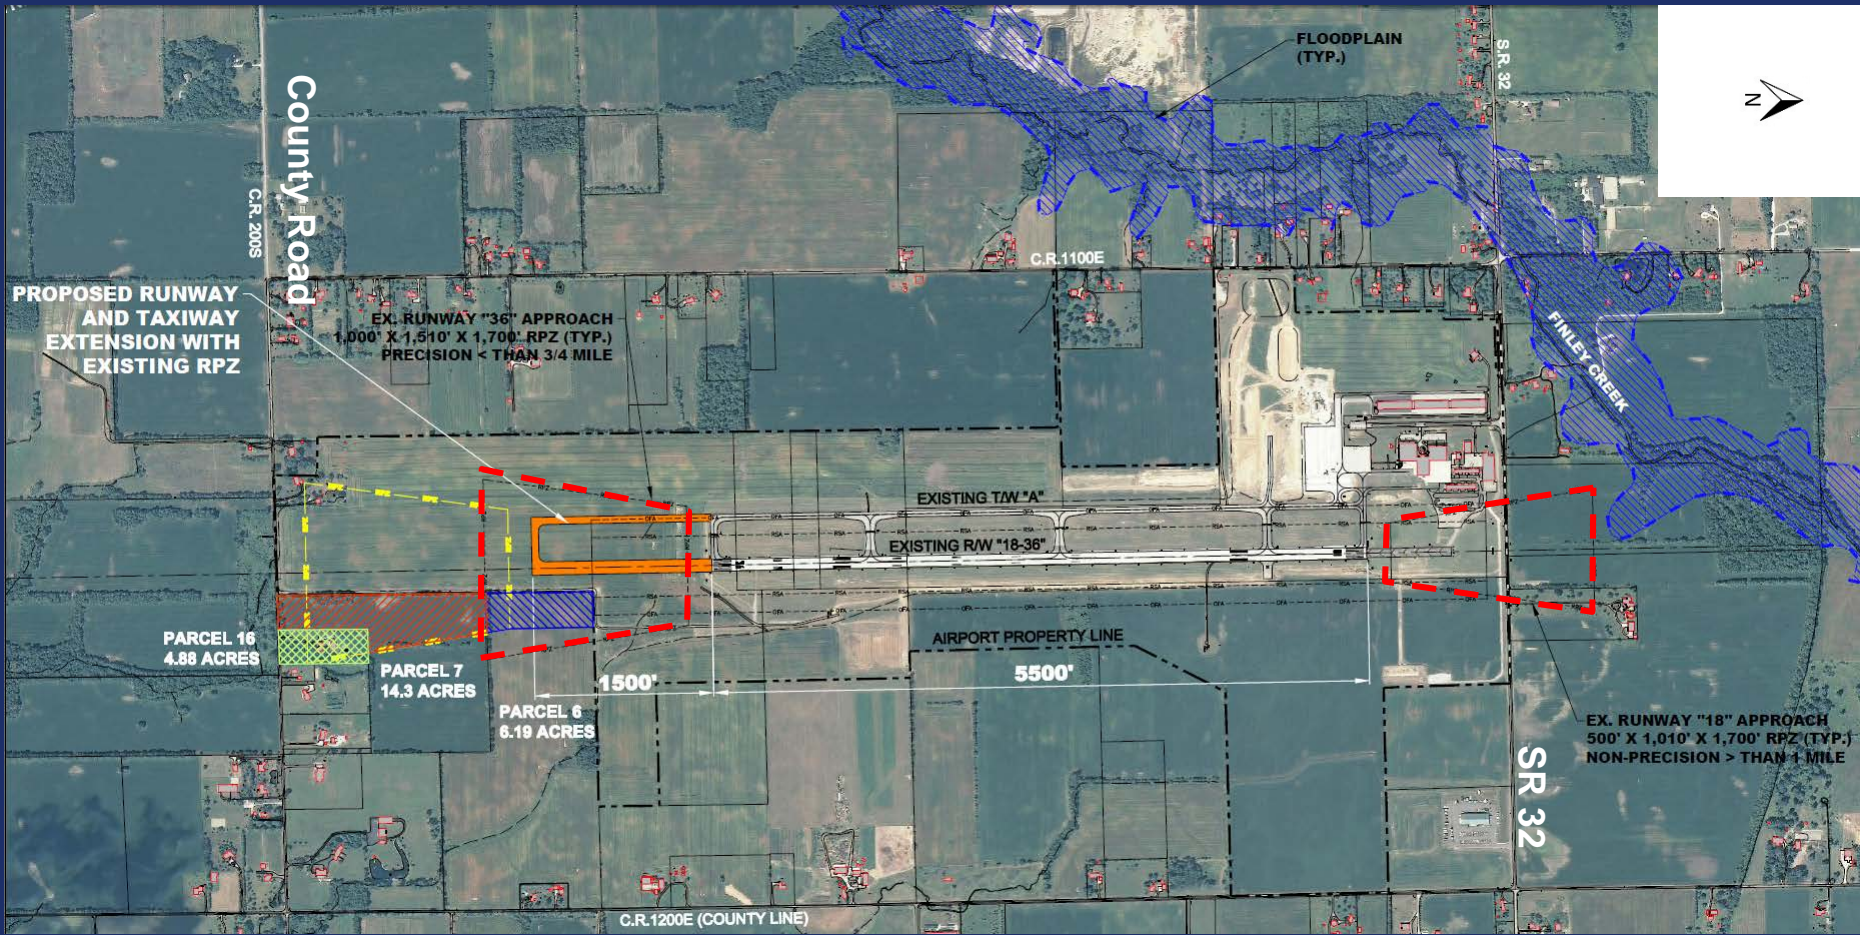 FLOODPLAIN
(TYP.)
S.R. 32
N
County Road
C.R. 200S
C.R.1100E
PROPOSED RUNWAY
AND TAXIWAY
EXTENSION WITH
EXISTING RPZ
EX. RUNWAY "36" APPROACH
1,000' X 1,510' X 1,700' RPZ (TYP.)
PRECISION < THAN 3/4 MILE
FINLEY CREEK
EXISTING T/W "A"
EXISTING R/W "18-36"
OFA
RSA
RPZ
PARCEL 16
4.88 ACRES
PARCEL 7
14.3 ACRES
PARCEL 6
6.19 ACRES
AIRPORT PROPERTY LINE
1500'
5500'
EX. RUNWAY "18" APPROACH
500' X 1,010' X 1,700' RPZ (TYP.)
NON-PRECISION > THAN 1 MILE
SR 32
C.R.1200E (COUNTY LINE)